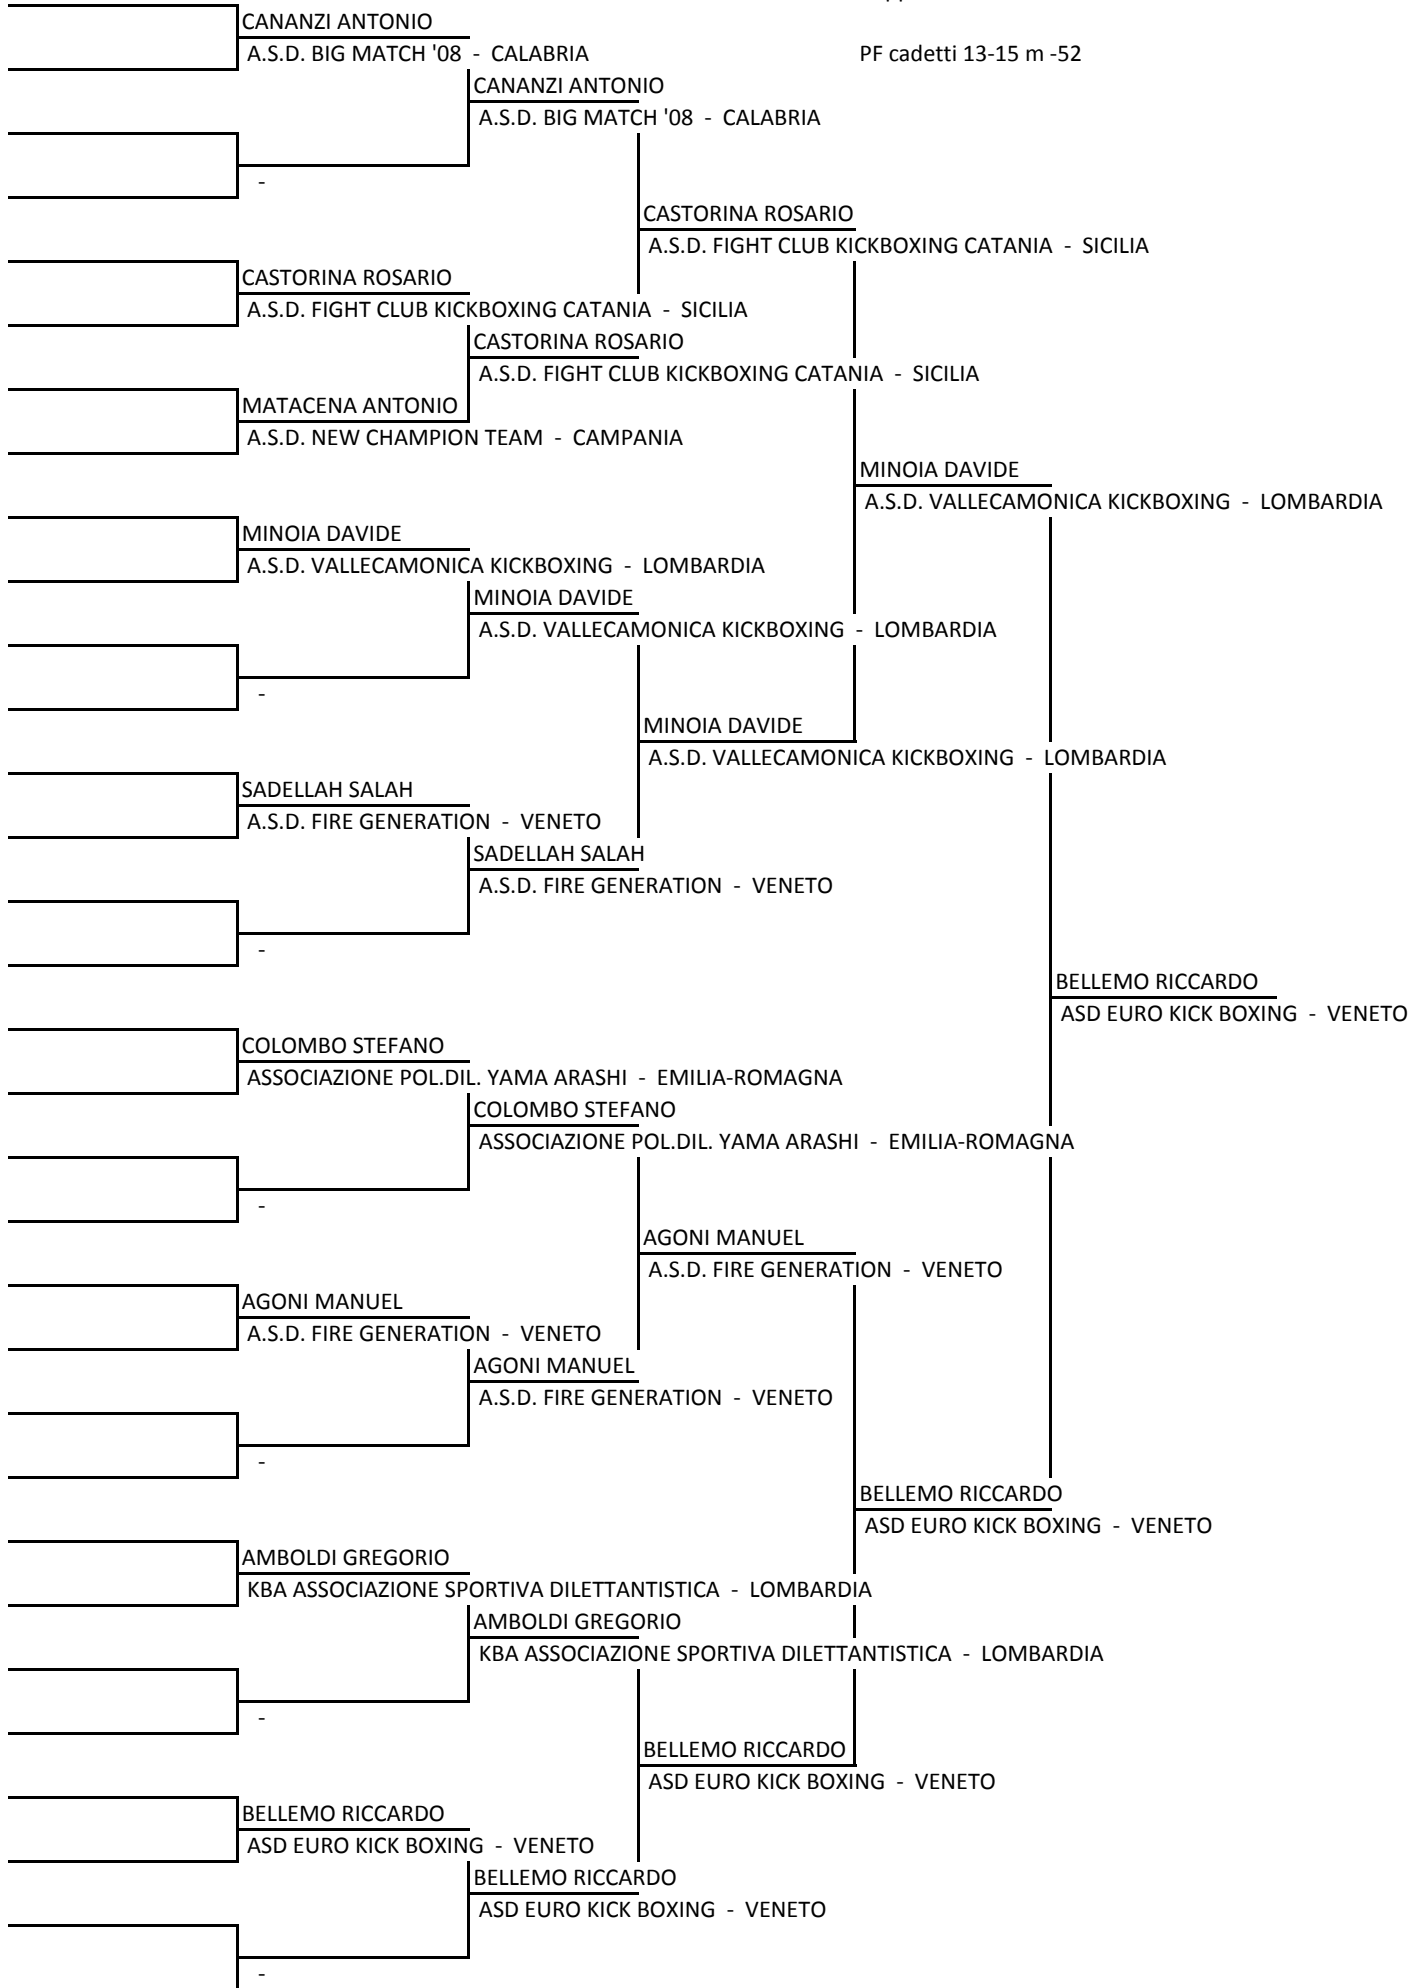 CANANZI ANTONIO
A.S.D. BIG MATCH '08 - CALABRIA
PF cadetti 13-15 m -52
CANANZI ANTONIO
A.S.D. BIG MATCH '08 - CALABRIA
-
CASTORINA ROSARIO
A.S.D. FIGHT CLUB KICKBOXING CATANIA - SICILIA
CASTORINA ROSARIO
A.S.D. FIGHT CLUB KICKBOXING CATANIA - SICILIA
CASTORINA ROSARIO
A.S.D. FIGHT CLUB KICKBOXING CATANIA - SICILIA
MATACENA ANTONIO
A.S.D. NEW CHAMPION TEAM - CAMPANIA
MINOIA DAVIDE
A.S.D. VALLECAMONICA KICKBOXING - LOMBARDIA
MINOIA DAVIDE
A.S.D. VALLECAMONICA KICKBOXING - LOMBARDIA
MINOIA DAVIDE
A.S.D. VALLECAMONICA KICKBOXING - LOMBARDIA
-
MINOIA DAVIDE
A.S.D. VALLECAMONICA KICKBOXING - LOMBARDIA
SADELLAH SALAH
A.S.D. FIRE GENERATION - VENETO
SADELLAH SALAH
A.S.D. FIRE GENERATION - VENETO
-
BELLEMO RICCARDO
ASD EURO KICK BOXING - VENETO
COLOMBO STEFANO
ASSOCIAZIONE POL.DIL. YAMA ARASHI - EMILIA-ROMAGNA
COLOMBO STEFANO
ASSOCIAZIONE POL.DIL. YAMA ARASHI - EMILIA-ROMAGNA
-
AGONI MANUEL
A.S.D. FIRE GENERATION - VENETO
AGONI MANUEL
A.S.D. FIRE GENERATION - VENETO
AGONI MANUEL
A.S.D. FIRE GENERATION - VENETO
-
BELLEMO RICCARDO
ASD EURO KICK BOXING - VENETO
AMBOLDI GREGORIO
KBA ASSOCIAZIONE SPORTIVA DILETTANTISTICA - LOMBARDIA
AMBOLDI GREGORIO
KBA ASSOCIAZIONE SPORTIVA DILETTANTISTICA - LOMBARDIA
-
BELLEMO RICCARDO
ASD EURO KICK BOXING - VENETO
BELLEMO RICCARDO
ASD EURO KICK BOXING - VENETO
BELLEMO RICCARDO
ASD EURO KICK BOXING - VENETO
-